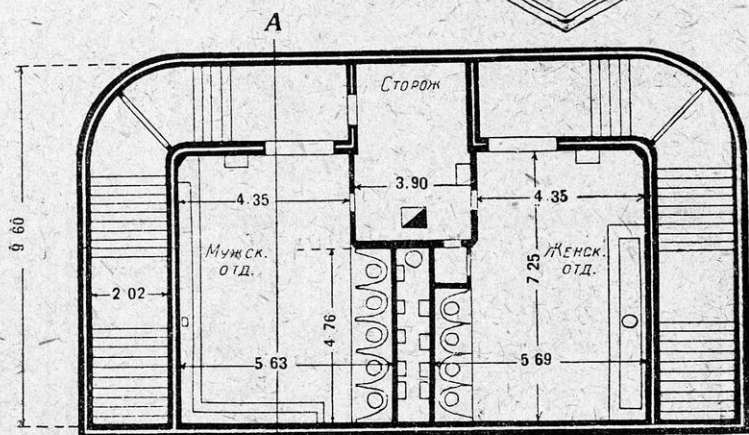 А
Сторож
3.90
4.35
4.35
9 60
Мужск.
отд.
Женск.
отд.
7 25
2 02
4 76
5 63
5 69